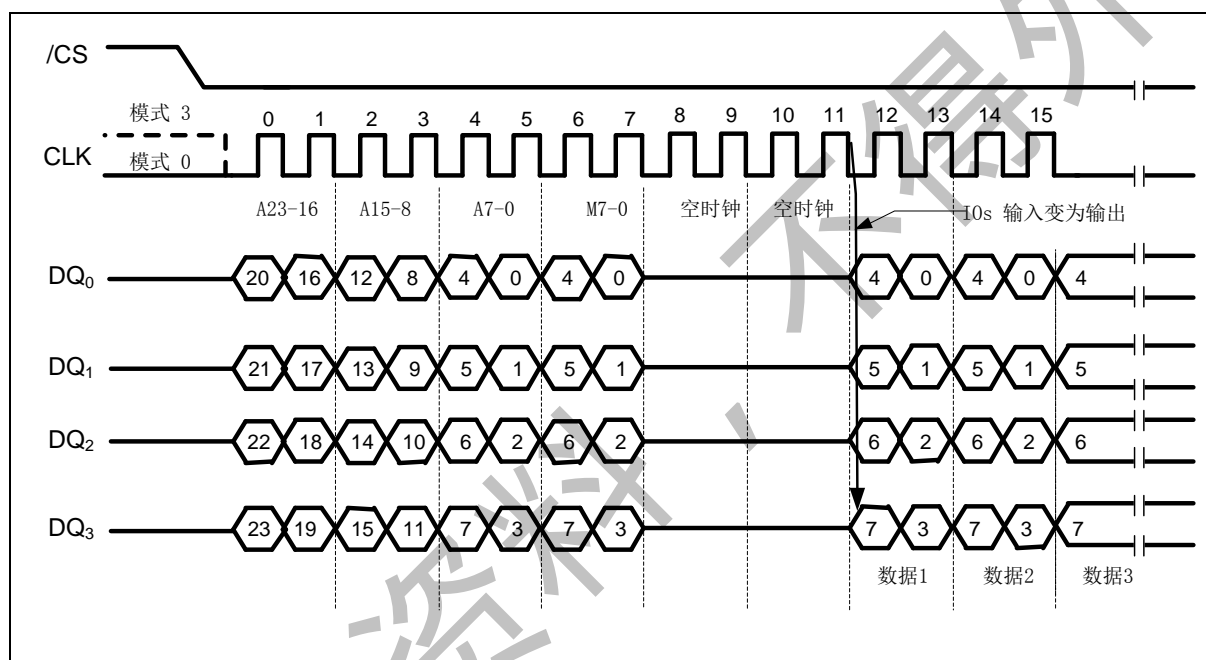 /CS
模式 3
0 1 2 3 4 5 6 7 8 9 10 11 12 13 14 15
CLK
模式 0
A23-16 A15-8 A7-0 M7-0 空时钟 空时钟 IOs 输入变为输出
DQ0 20 16 12 8 4 0 4 0 4 0 4 0 4
DQ1 21 17 13 9 5 1 5 1 5 1 5 1 5
DQ2 22 18 14 10 6 2 6 2 6 2 6 2 6
DQ3 23 19 15 11 7 3 7 3 7 3 7 3 7
数据1 数据2 数据3
资料,不得外